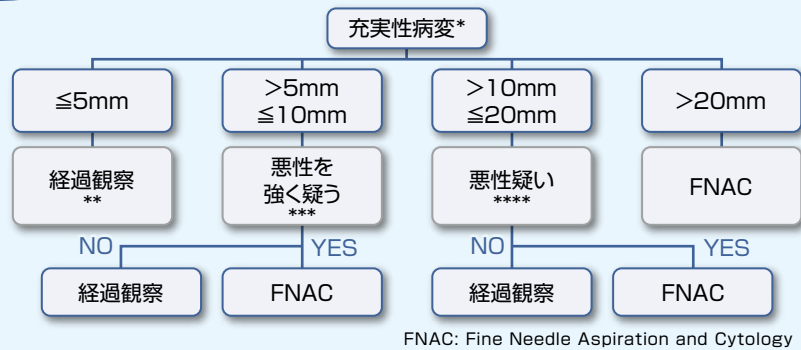 充実性病変*
≦5mm
>5mm
≦10mm
>10mm
≦20mm
>20mm
経過観察
**
悪性を
強く疑う
***
悪性疑い
****
FNAC
NO
YES
NO
YES
経過観察
FNAC
経過観察
FNAC
FNAC: Fine Needle Aspiration and Cytology